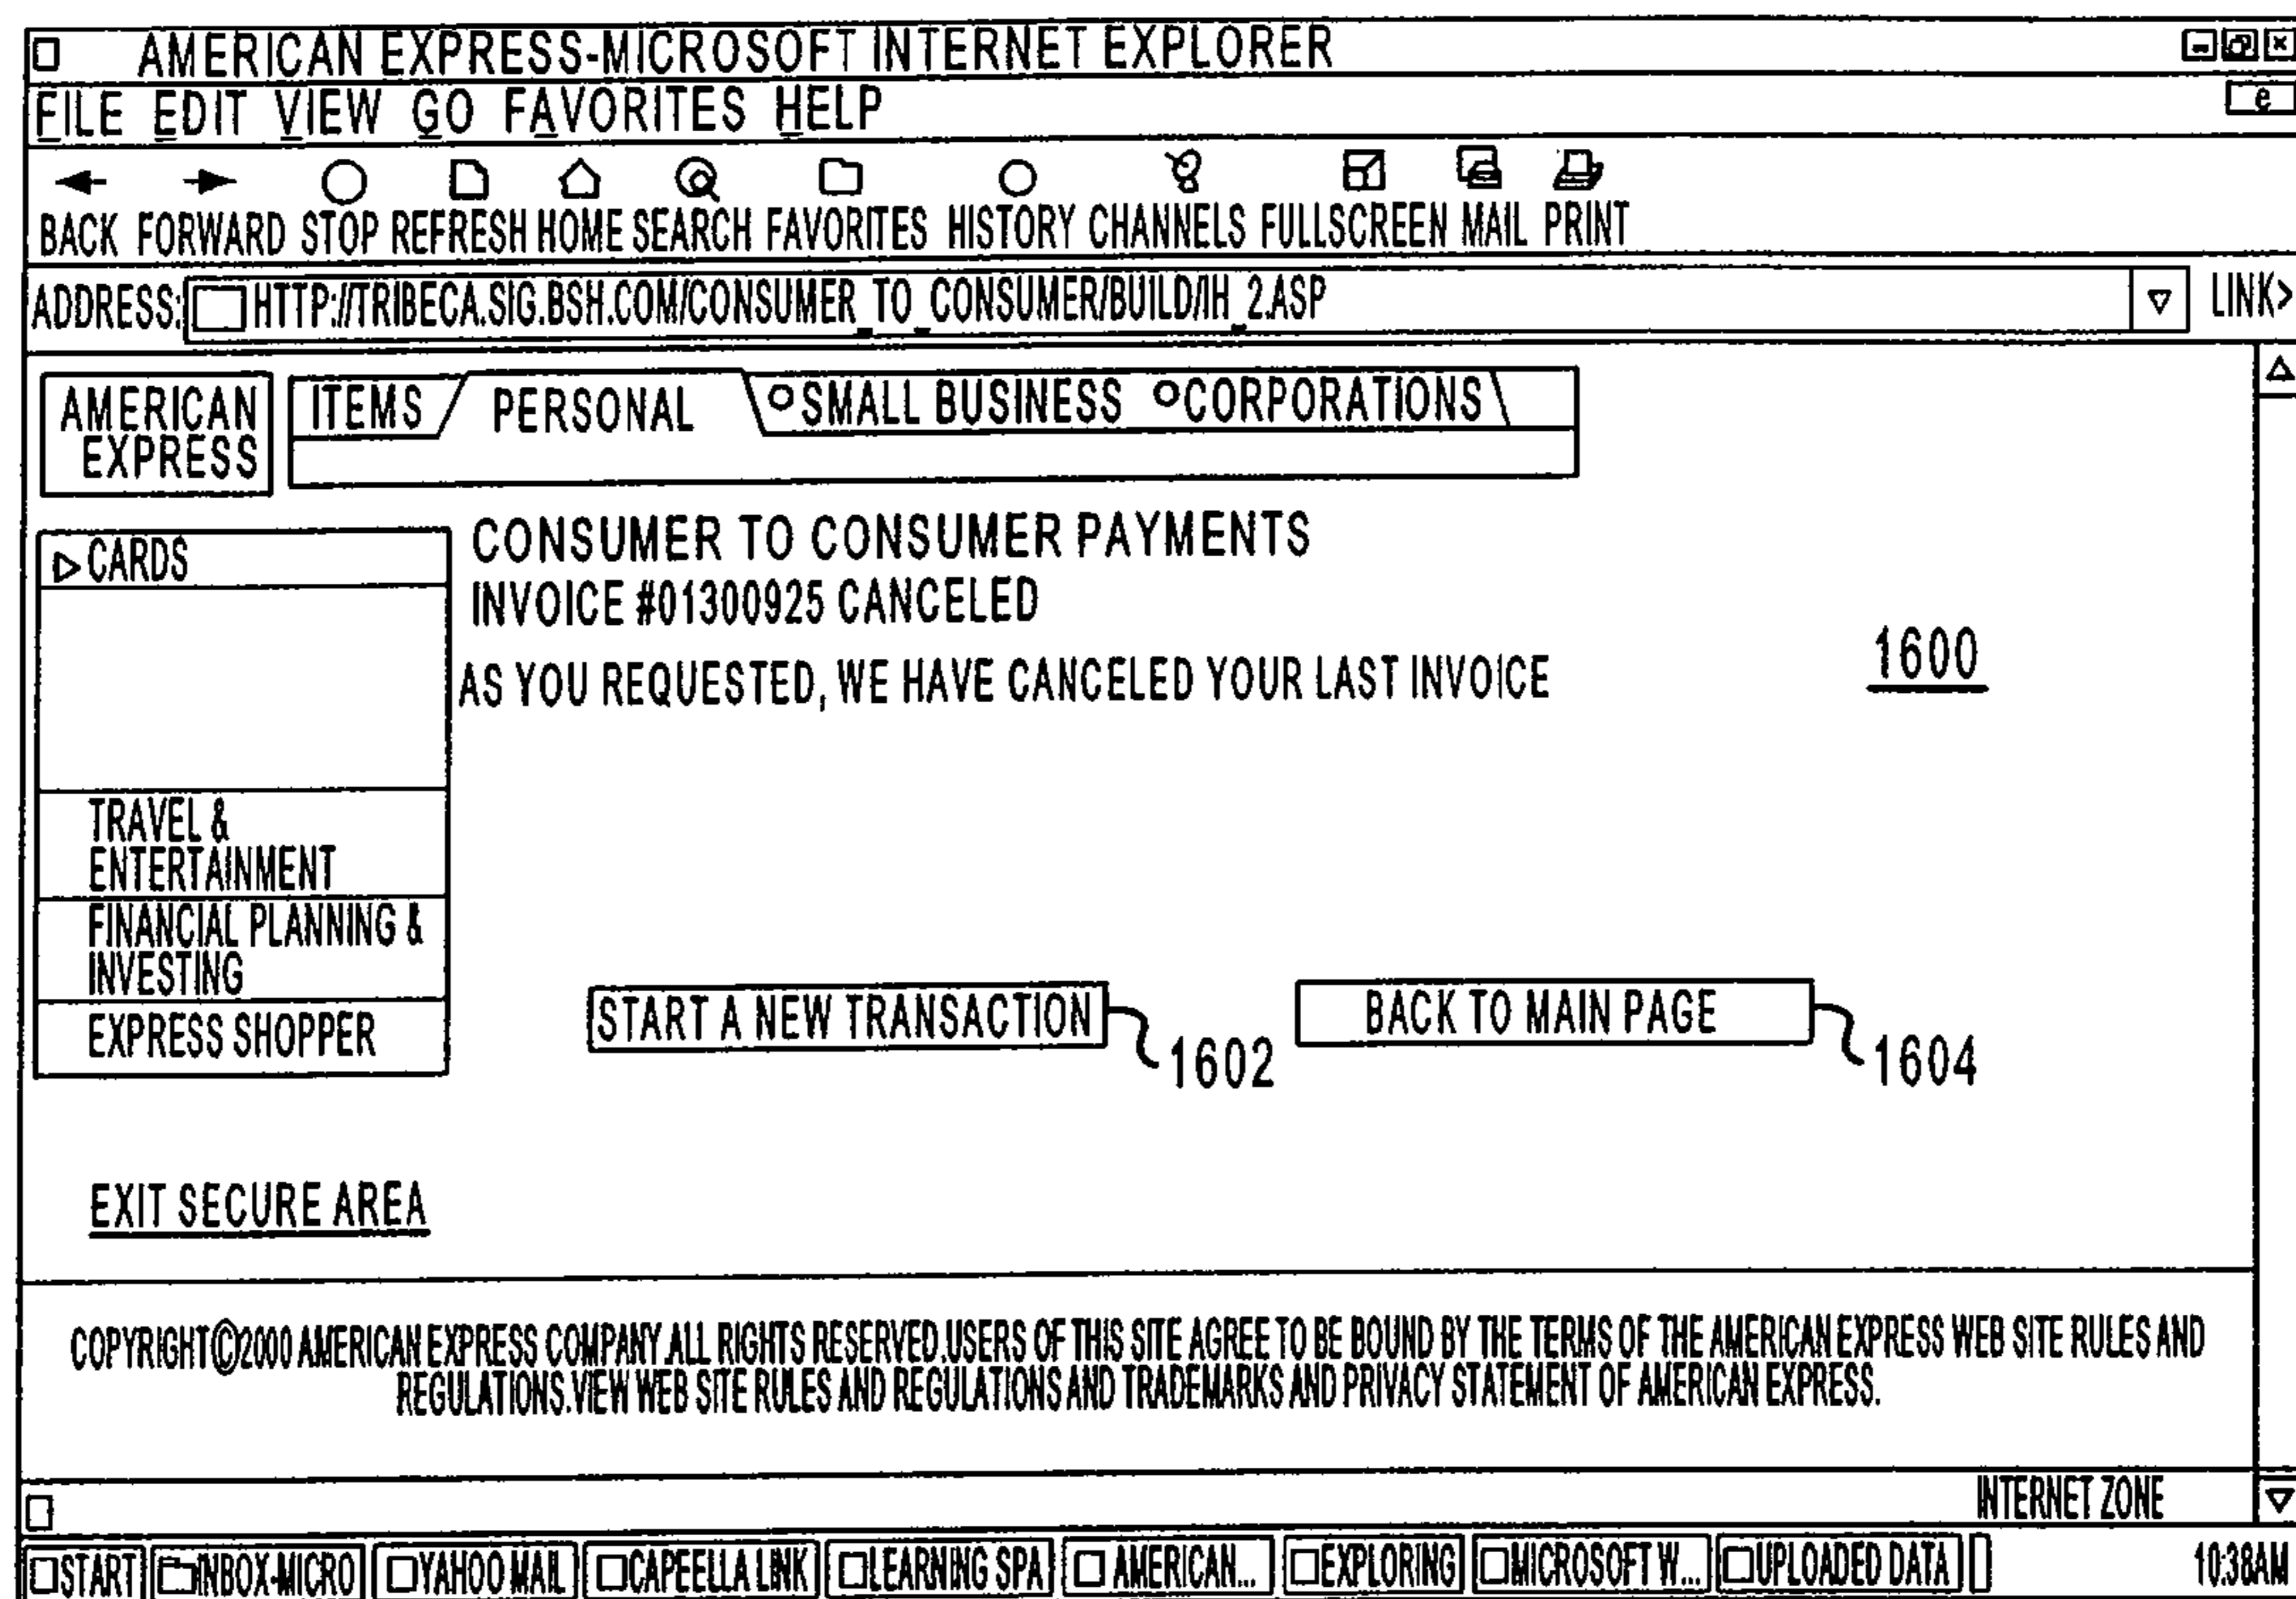 AMERICAN EXPRESS-MICROSOFT INTERNET EXPLORER
FILE EDIT VIEW GO FAVORITES HELP
e
BACK FORWARD STOP REFRESH HOME SEARCH FAVORITES HISTORY CHANNELS FULLSCREEN MAIL PRINT
ADDRESS: HTTP://TRIBECA.SIG.BSH.COM/CONSUMER_TO_CONSUMER/BUILD/IH_2.ASP LINK>
AMERICAN
EXPRESS
ITEMS PERSONAL SMALL BUSINESS CORPORATIONS
CARDS
TRAVEL &
ENTERTAINMENT
FINANCIAL PLANNING &
INVESTING
EXPRESS SHOPPER
CONSUMER TO CONSUMER PAYMENTS
INVOICE #01300925 CANCELED
AS YOU REQUESTED, WE HAVE CANCELED YOUR LAST INVOICE
1600
START A NEW TRANSACTION 1602
BACK TO MAIN PAGE 1604
EXIT SECURE AREA
COPYRIGHT©2000 AMERICAN EXPRESS COMPANY.ALL RIGHTS RESERVED.USERS OF THIS SITE AGREE TO BE BOUND BY THE TERMS OF THE AMERICAN EXPRESS WEB SITE RULES AND
REGULATIONS.VIEW WEB SITE RULES AND REGULATIONS AND TRADEMARKS AND PRIVACY STATEMENT OF AMERICAN EXPRESS.
INTERNET ZONE
START INBOX-MICRO YAHOO MAIL CAPEELLA LINK LEARNING SPA AMERICAN... EXPLORING MICROSOFT W... UPLOADED DATA 10:38AM